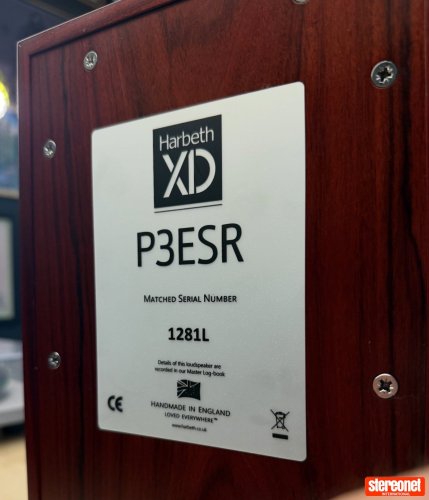 Harbeth
XD
P3ESR
MATCHED SERIAL NUMBER
1281L
Details of this loudspeaker are
recorded in our Master Log-book
CE
HANDMADE IN ENGLAND
LOVED EVERYWHERE™
www.harbeth.co.uk
stereonet
INTERNATIONAL